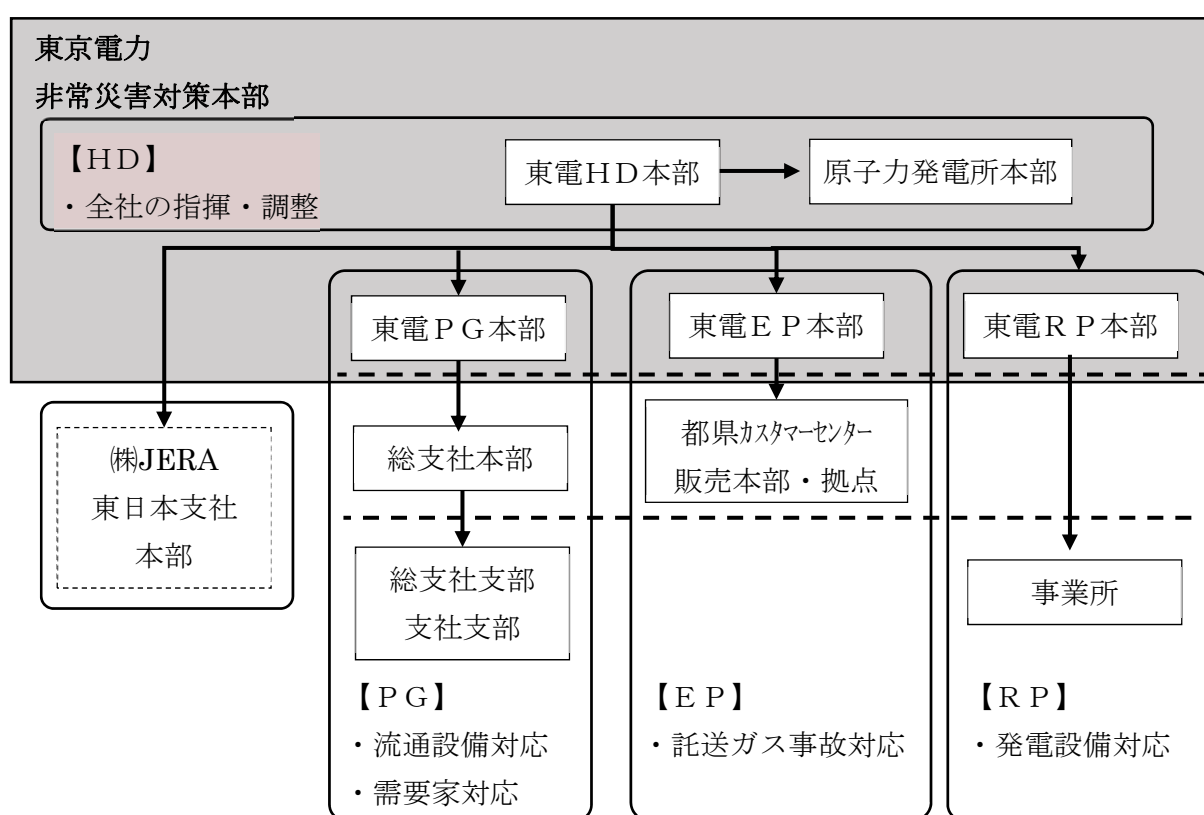 東京電力
非常災害対策本部
【ＨＤ】
・全社の指揮・調整
東電ＨＤ本部
原子力発電所本部
東電ＰＧ本部
東電ＥＰ本部
東電ＲＰ本部
㈱JERA
東日本支社
本部
総支社本部
都県ｶｽﾀﾏｰｾﾝﾀｰ
販売本部・拠点
総支社支部
支社支部
事業所
【ＰＧ】
・流通設備対応
・需要家対応
【ＥＰ】
・託送ガス事故対応
【ＲＰ】
・発電設備対応